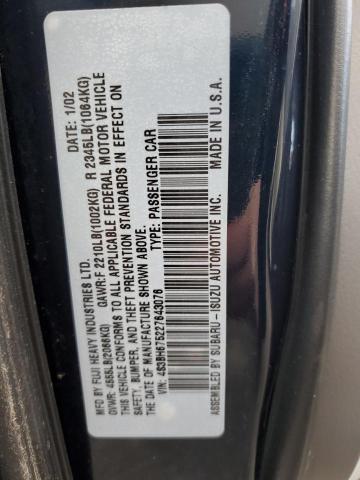 MFD BY FUJI HEAVY INDUSTRIES LTD. DATE: 1/02
GVWR: 4555LB(2066KG) GAWR: F 2210LB(1002KG) R 2345LB(1064KG)
THIS VEHICLE CONFORMS TO ALL APPLICABLE FEDERAL MOTOR VEHICLE
SAFETY, BUMPER, AND THEFT PREVENTION STANDARDS IN EFFECT ON
THE DATE OF MANUFACTURE SHOWN ABOVE.
VIN: 4S3BH675227643076 TYPE: PASSENGER CAR
ASSEMBLED BY SUBARU-ISUZU AUTOMOTIVE INC. MADE IN U.S.A.